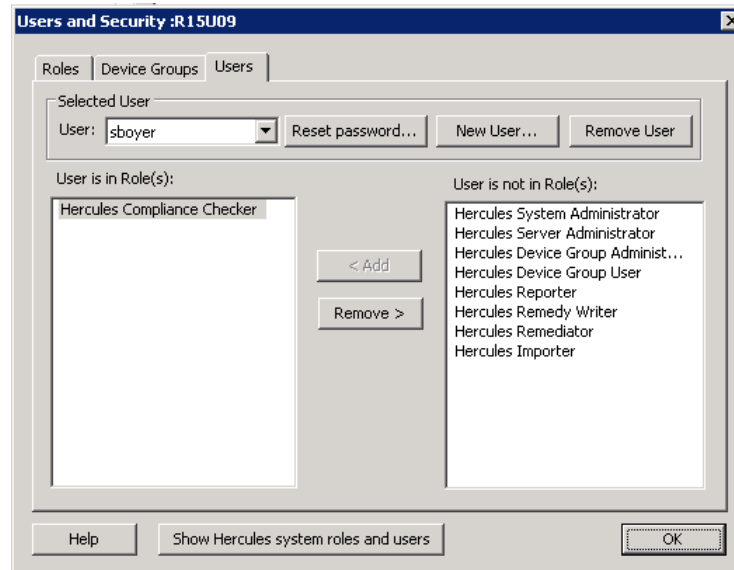 Users and Security :R15U09
Roles
Device Groups
Users
Selected User
User:
sboyer
Reset password...
New User...
Remove User
User is in Role(s):
User is not in Role(s):
Hercules Compliance Checker
Hercules System Administrator
Hercules Server Administrator
Hercules Device Group Administ...
Hercules Device Group User
Hercules Reporter
Hercules Remedy Writer
Hercules Remediator
Hercules Importer
< Add
Remove >
Help
Show Hercules system roles and users
OK